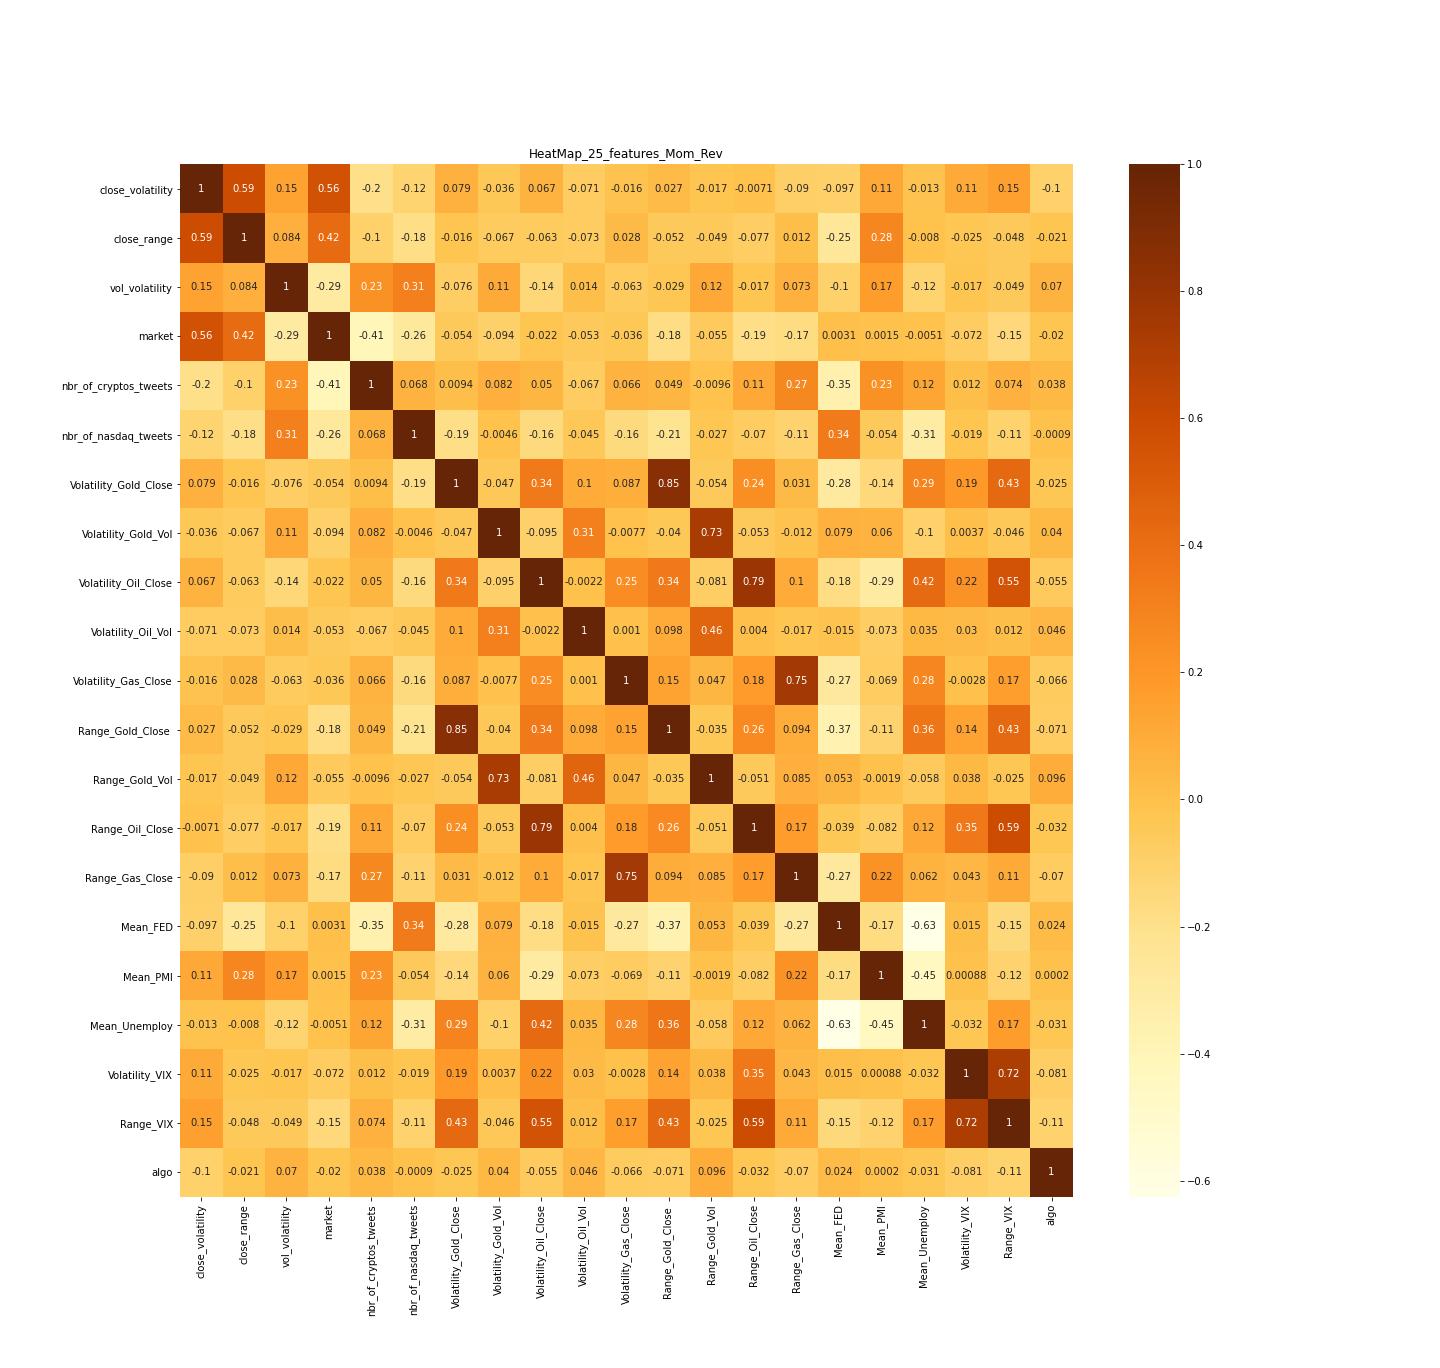 HeatMap_25_features_Mom_Rev
close_volatility 1 0.59 0.15 0.56 -0.2 -0.12 0.079 -0.036 0.067 -0.071 -0.016 0.027 -0.017 -0.0071 -0.09 -0.097 0.11 -0.013 0.11 0.15 -0.1
close_range 0.59 1 0.084 0.42 -0.1 -0.18 -0.016 -0.067 -0.063 -0.073 0.028 -0.052 -0.049 -0.077 0.012 -0.25 0.28 -0.008 -0.025 -0.048 -0.021
vol_volatility 0.15 0.084 1 -0.29 0.23 0.31 -0.076 0.11 -0.14 0.014 -0.063 -0.029 0.12 -0.017 0.073 -0.1 0.17 -0.12 -0.017 -0.049 0.07
market 0.56 0.42 -0.29 1 -0.41 -0.26 -0.054 -0.094 -0.022 -0.053 -0.036 -0.18 -0.055 -0.19 -0.17 0.0031 0.0015 -0.0051 -0.072 -0.15 -0.02
nbr_of_cryptos_tweets -0.2 -0.1 0.23 -0.41 1 0.068 0.0094 0.082 0.05 -0.067 0.066 0.049 -0.0096 0.11 0.27 -0.35 0.23 0.12 0.012 0.074 0.038
nbr_of_nasdaq_tweets -0.12 -0.18 0.31 -0.26 0.068 1 -0.19 -0.0046 -0.16 -0.045 -0.16 -0.21 -0.027 -0.07 -0.11 0.34 -0.054 -0.31 -0.019 -0.11 -0.0009
Volatility_Gold_Close 0.079 -0.016 -0.076 -0.054 0.0094 -0.19 1 -0.047 0.34 0.1 0.087 0.85 -0.054 0.24 0.031 -0.28 -0.14 0.29 0.19 0.43 -0.025
Volatility_Gold_Vol -0.036 -0.067 0.11 -0.094 0.082 -0.0046 -0.047 1 -0.095 0.31 -0.0077 -0.04 0.73 -0.053 -0.012 0.079 0.06 -0.1 0.0037 -0.046 0.04
Volatility_Oil_Close 0.067 -0.063 -0.14 -0.022 0.05 -0.16 0.34 -0.095 1 -0.0022 0.25 0.34 -0.081 0.79 0.1 -0.18 -0.29 0.42 0.22 0.55 -0.055
Volatility_Oil_Vol -0.071 -0.073 0.014 -0.053 -0.067 -0.045 0.1 0.31 -0.0022 1 0.001 0.098 0.46 0.004 -0.017 -0.015 -0.073 0.035 0.03 0.012 0.046
Volatility_Gas_Close -0.016 0.028 -0.063 -0.036 0.066 -0.16 0.087 -0.0077 0.25 0.001 1 0.15 0.047 0.18 0.75 -0.27 -0.069 0.28 -0.0028 0.17 -0.066
Range_Gold_Close 0.027 -0.052 -0.029 -0.18 0.049 -0.21 0.85 -0.04 0.34 0.098 0.15 1 -0.035 0.26 0.094 -0.37 -0.11 0.36 0.14 0.43 -0.071
Range_Gold_Vol -0.017 -0.049 0.12 -0.055 -0.0096 -0.027 -0.054 0.73 -0.081 0.46 0.047 -0.035 1 -0.051 0.085 0.053 -0.0019 -0.058 0.038 -0.025 0.096
Range_Oil_Close -0.0071 -0.077 -0.017 -0.19 0.11 -0.07 0.24 -0.053 0.79 0.004 0.18 0.26 -0.051 1 0.17 -0.039 -0.082 0.12 0.35 0.59 -0.032
Range_Gas_Close -0.09 0.012 0.073 -0.17 0.27 -0.11 0.031 -0.012 0.1 -0.017 0.75 0.094 0.085 0.17 1 -0.27 0.22 0.062 0.043 0.11 -0.07
Mean_FED -0.097 -0.25 -0.1 0.0031 -0.35 0.34 -0.28 0.079 -0.18 -0.015 -0.27 -0.37 0.053 -0.039 -0.27 1 -0.17 -0.63 0.015 -0.15 0.024
Mean_PMI 0.11 0.28 0.17 0.0015 0.23 -0.054 -0.14 0.06 -0.29 -0.073 -0.069 -0.11 -0.0019 -0.082 0.22 -0.17 1 -0.45 0.00088 -0.12 0.0002
Mean_Unemploy -0.013 -0.008 -0.12 -0.0051 0.12 -0.31 0.29 -0.1 0.42 0.035 0.28 0.36 -0.058 0.12 0.062 -0.63 -0.45 1 -0.032 0.17 -0.031
Volatility_VIX 0.11 -0.025 -0.017 -0.072 0.012 -0.019 0.19 0.0037 0.22 0.03 -0.0028 0.14 0.038 0.35 0.043 0.015 0.00088 -0.032 1 0.72 -0.081
Range_VIX 0.15 -0.048 -0.049 -0.15 0.074 -0.11 0.43 -0.046 0.55 0.012 0.17 0.43 -0.025 0.59 0.11 -0.15 -0.12 0.17 0.72 1 -0.11
algo -0.1 -0.021 0.07 -0.02 0.038 -0.0009 -0.025 0.04 -0.055 0.046 -0.066 -0.071 0.096 -0.032 -0.07 0.024 0.0002 -0.031 -0.081 -0.11 1
close_volatility
close_range
vol_volatility
market
nbr_of_cryptos_tweets
nbr_of_nasdaq_tweets
Volatility_Gold_Close
Volatility_Gold_Vol
Volatility_Oil_Close
Volatility_Oil_Vol
Volatility_Gas_Close
Range_Gold_Close
Range_Gold_Vol
Range_Oil_Close
Range_Gas_Close
Mean_FED
Mean_PMI
Mean_Unemploy
Volatility_VIX
Range_VIX
algo
1.0
0.8
0.6
0.4
0.2
0.0
−0.2
−0.4
−0.6